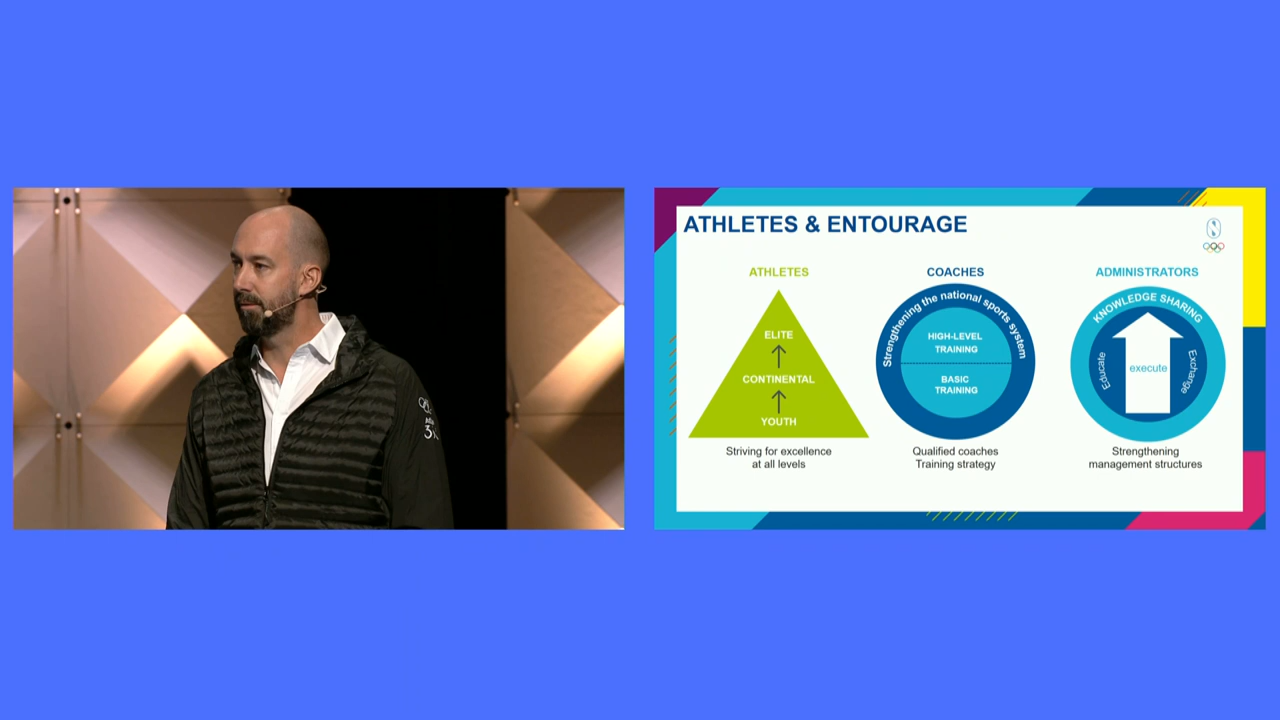 ATHLETES & ENTOURAGE
ATHLETES
ELITE
CONTINENTAL
YOUTH
Striving for excellence
at all levels
COACHES
Strengthening the national sports system
HIGH-LEVEL
TRAINING
BASIC
TRAINING
Qualified coaches
Training strategy
ADMINISTRATORS
KNOWLEDGE SHARING
Educate
execute
Exchange
Strengthening
management structures